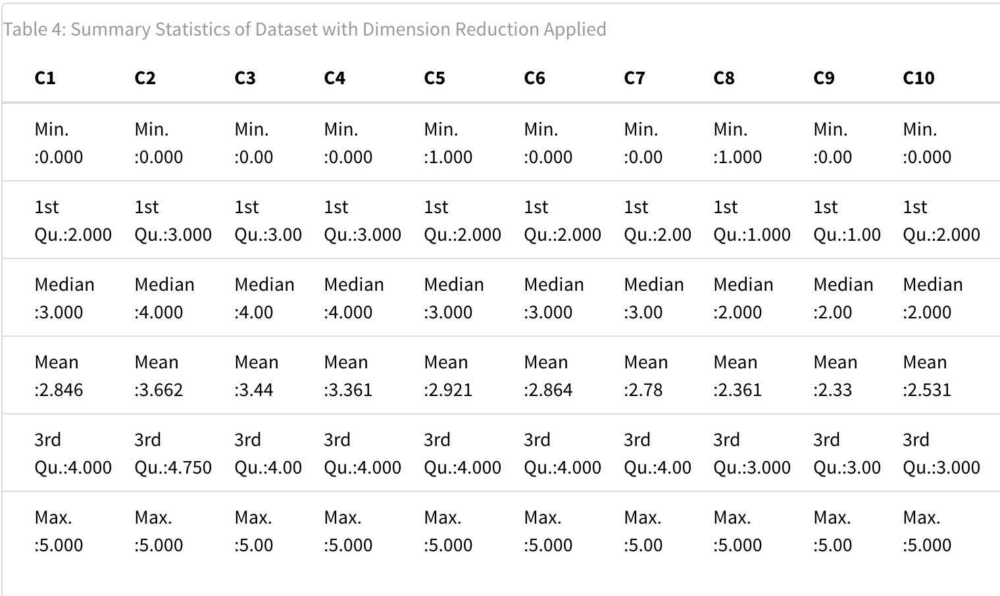 Table 4: Summary Statistics of Dataset with Dimension Reduction Applied
C1 C2 C3 C4 C5 C6 C7 C8 C9 C10
Min. Min. Min. Min. Min. Min. Min. Min. Min. Min.
:0.000 :0.000 :0.00 :0.000 :1.000 :0.000 :0.00 :1.000 :0.00 :0.000
1st 1st 1st 1st 1st 1st 1st 1st 1st 1st
Qu.:2.000 Qu.:3.000 Qu.:3.00 Qu.:3.000 Qu.:2.000 Qu.:2.000 Qu.:2.00 Qu.:1.000 Qu.:1.00 Qu.:2.000
Median Median Median Median Median Median Median Median Median Median
:3.000 :4.000 :4.00 :4.000 :3.000 :3.000 :3.00 :2.000 :2.00 :2.000
Mean Mean Mean Mean Mean Mean Mean Mean Mean Mean
:2.846 :3.662 :3.44 :3.361 :2.921 :2.864 :2.78 :2.361 :2.33 :2.531
3rd 3rd 3rd 3rd 3rd 3rd 3rd 3rd 3rd 3rd
Qu.:4.000 Qu.:4.750 Qu.:4.00 Qu.:4.000 Qu.:4.000 Qu.:4.000 Qu.:4.00 Qu.:3.000 Qu.:3.00 Qu.:3.000
Max. Max. Max. Max. Max. Max. Max. Max. Max. Max.
:5.000 :5.000 :5.00 :5.000 :5.000 :5.000 :5.00 :5.000 :5.00 :5.000